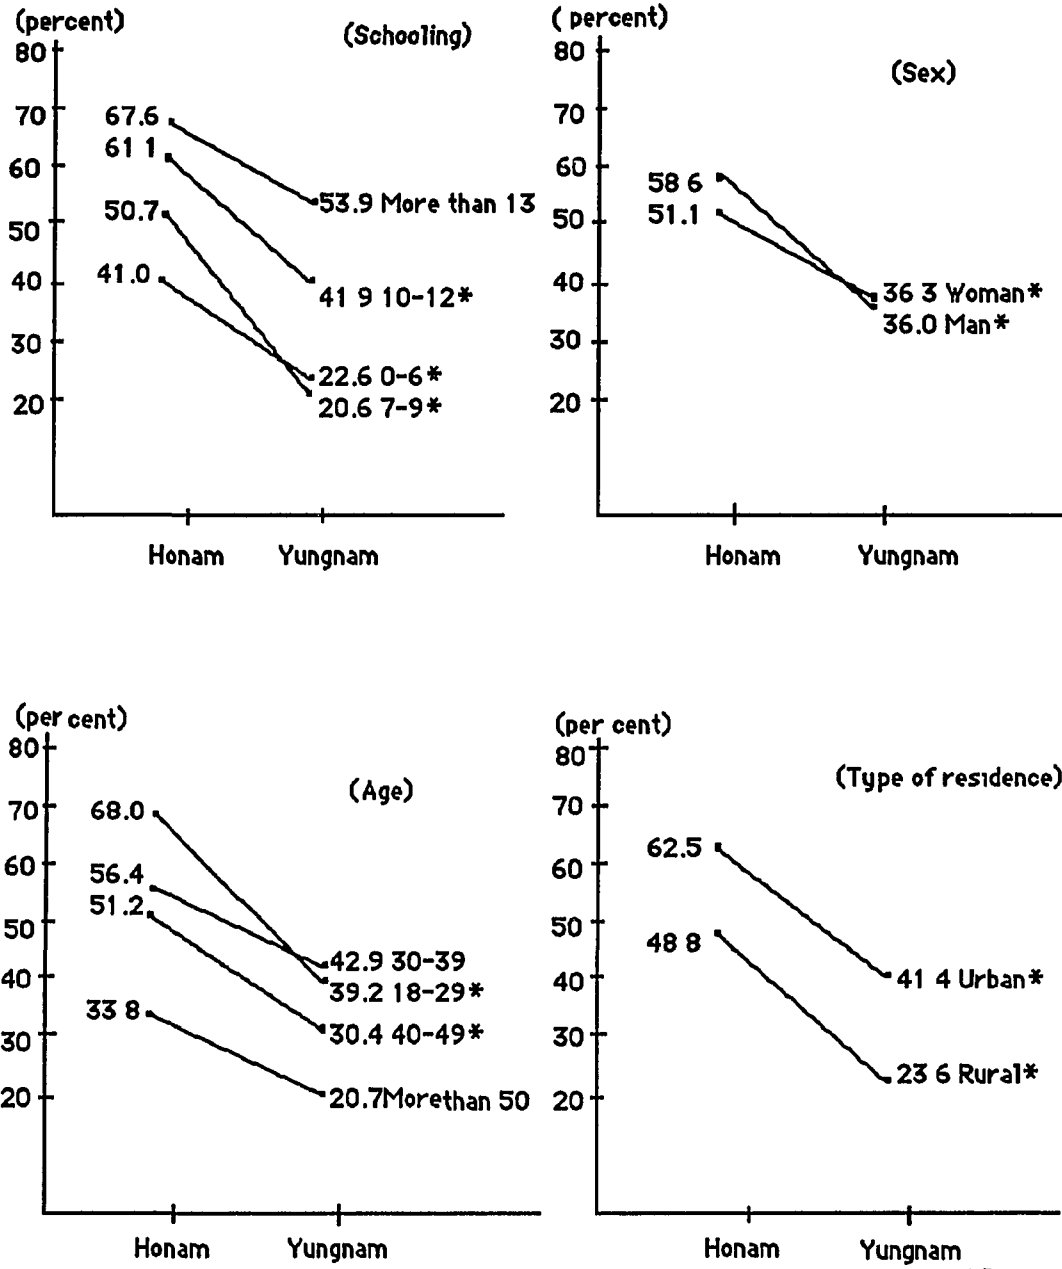 (percent)
(Schooling)
80
70
60
50
40
30
20
67.6
61 1
50.7
41.0
53.9 More than 13
41 9 10-12*
22.6 0-6*
20.6 7-9*
Honam Yungnam
( percent)
(Sex)
80
70
60
50
40
30
20
58 6
51.1
36 3 Woman*
36.0 Man*
Honam Yungnam
(per cent)
(Age)
80
70
60
50
40
30
20
68.0
56.4
51.2
33 8
42.9 30-39
39.2 18-29*
30.4 40-49*
20.7Morethan 50
Honam Yungnam
(per cent)
(Type of residence)
80
70
60
50
40
30
20
62.5
48 8
41 4 Urban*
23 6 Rural*
Honam Yungnam